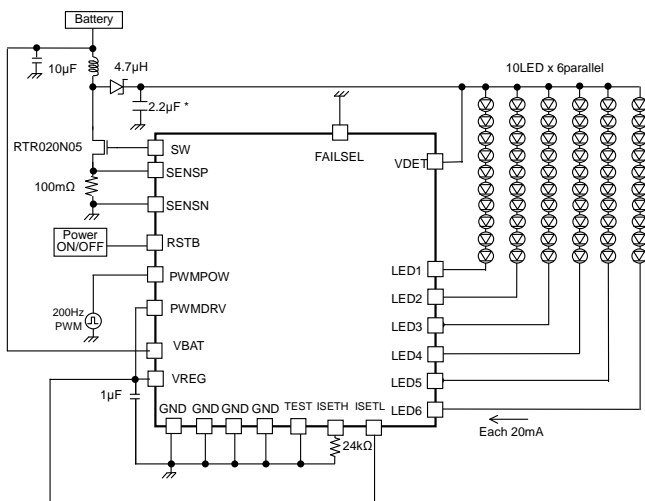 Battery
10µF
4.7µH
10LED x 6parallel
2.2µF *
RTR020N05
SW
FAILSEL
VDET
SENSP
100mΩ
SENSN
Power
ON/OFF
RSTB
PWMPOW
LED1
LED2
200Hz
PWM
PWMDRV
LED3
VBAT
LED4
VREG
LED5
1µF
GND GND GND GND TEST ISETH ISETL
LED6
24kΩ
Each 20mA